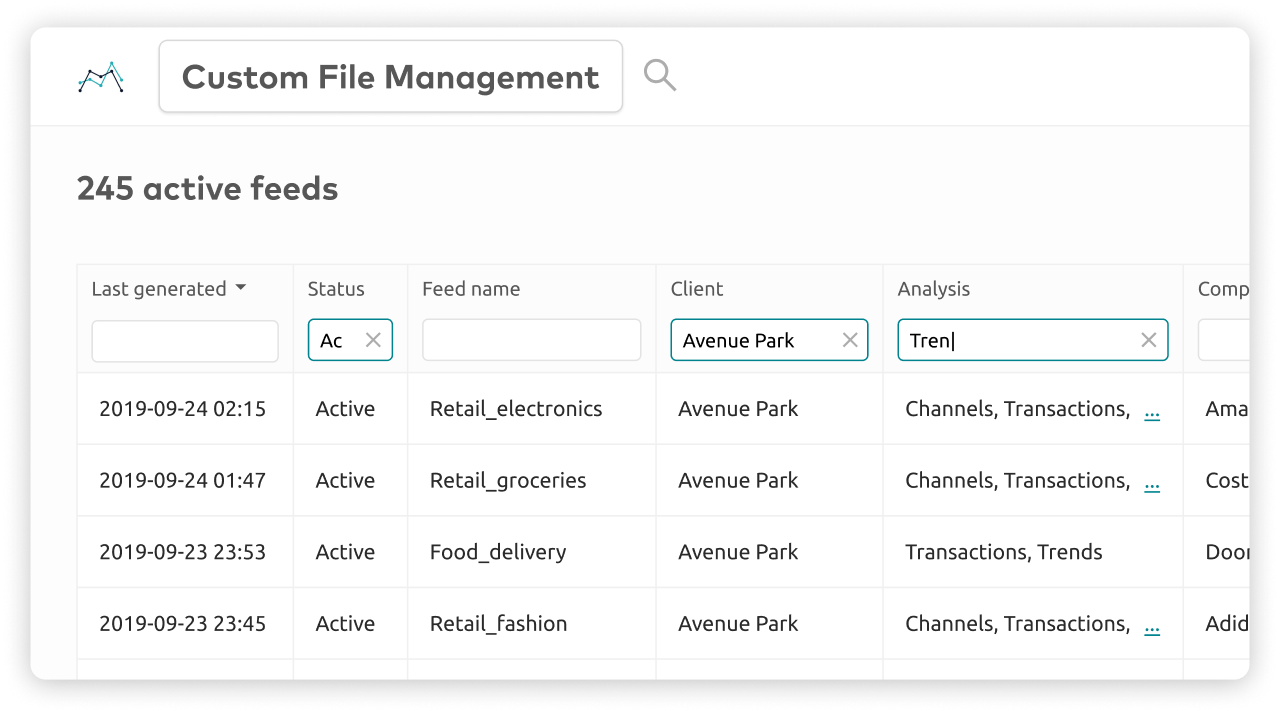 Custom File Management
245 active feeds
Last generated Status Feed name Client Analysis Comp
Ac Avenue Park Tren
2019-09-24 02:15 Active Retail_electronics Avenue Park Channels, Transactions, ... Ama
2019-09-24 01:47 Active Retail_groceries Avenue Park Channels, Transactions, ... Cost
2019-09-23 23:53 Active Food_delivery Avenue Park Transactions, Trends Door
2019-09-23 23:45 Active Retail_fashion Avenue Park Channels, Transactions, ... Adid